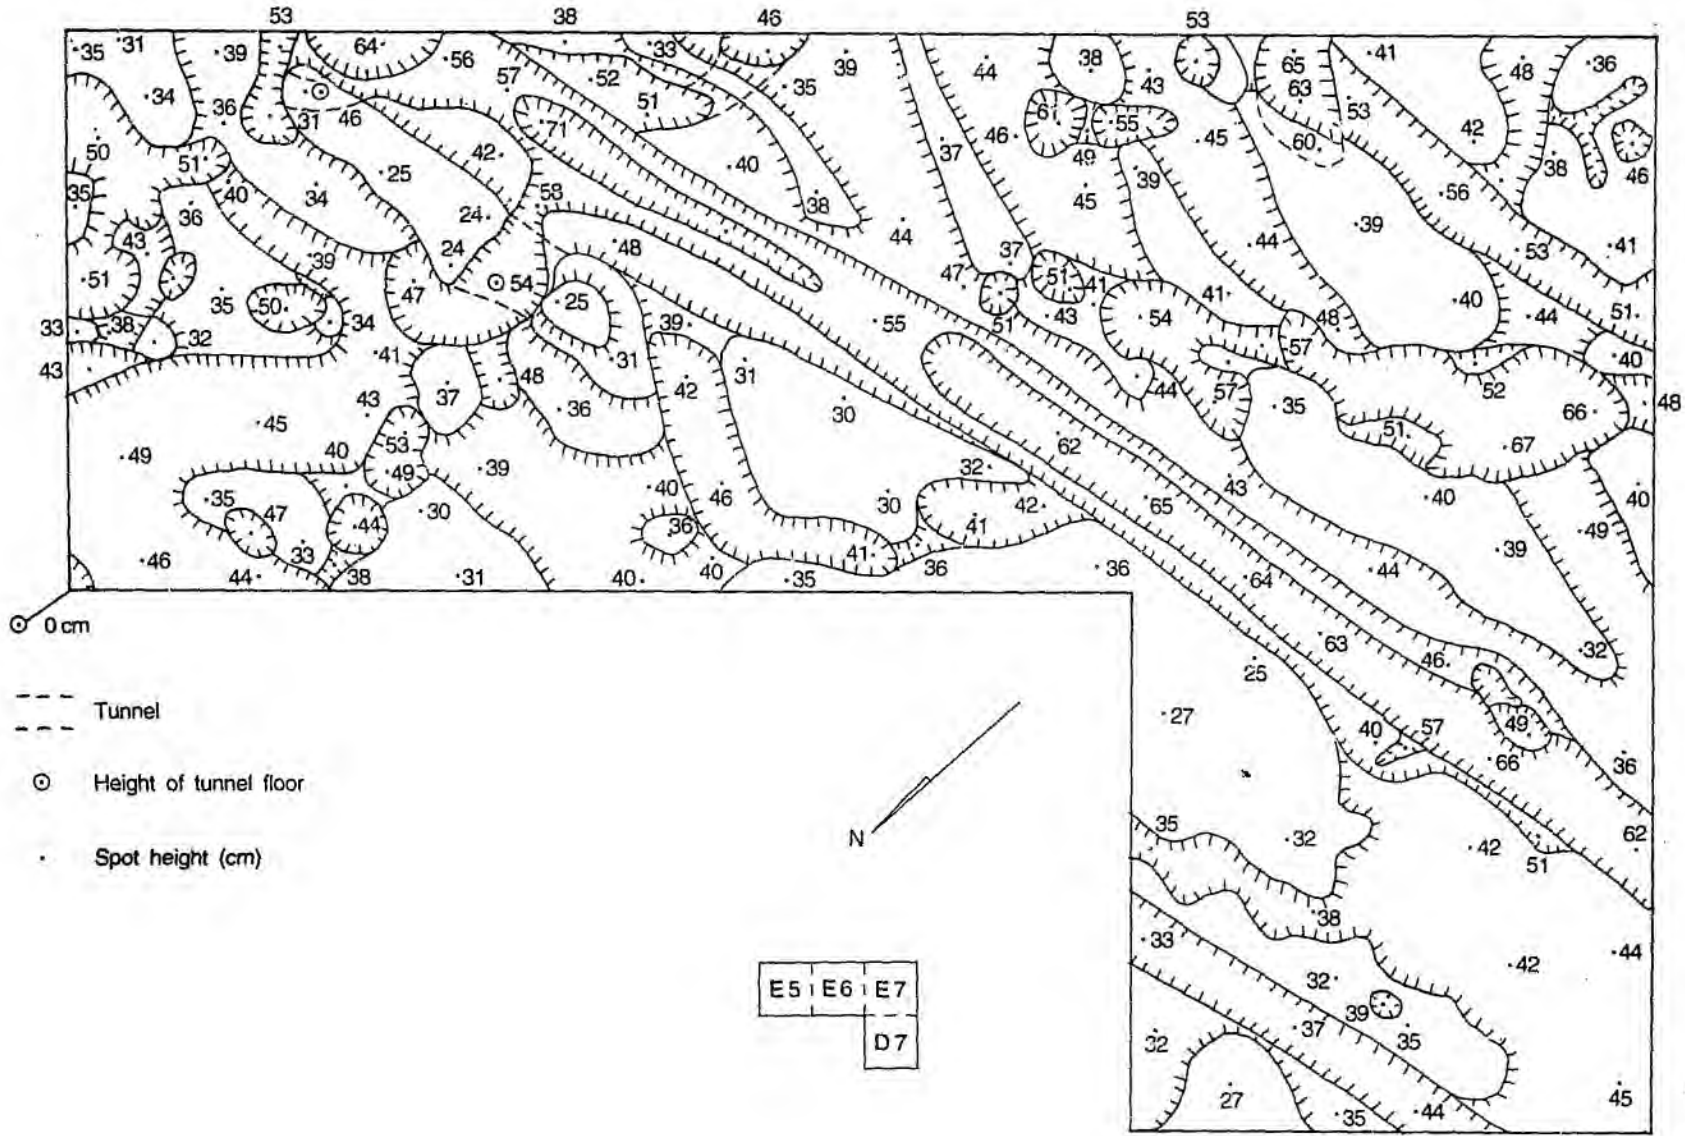 53 38 46 53
35 31 39 64 56 33 39 44 38 65 41 48 36
57 52 35 43 63 53
34 36 51 61
31 46 71 55 45 60 42
50 51 42 40 37 46 49 38 46
35 40 25 39
36 34 58 38 45 56
24 39
43 48 44 44 53 41
39 24 37
51 47 47 51 41
35 50 54 25 41 40
33 38 32 34 39 55 51 43 54 48 44 51
43 41 31 57 40
48 42 31 44 52
37 36 57 35 66 48
43 30
45 53 62 51 67
49 40 49 39 32
35 40 46 30 43 40 40
47 44 30 36 41 42 65 49
33 41 39
46 40 36 44
44 38 31 40 35 36 64
0 cm
63 32
25 46
Tunnel
27 40 57 49
66 36
Height of tunnel floor
35
N 32 42 62
Spot height (cm) 51
38
33 42 44
E5 E6 E7 32
39
D7 32 37 35
27 35 44 45